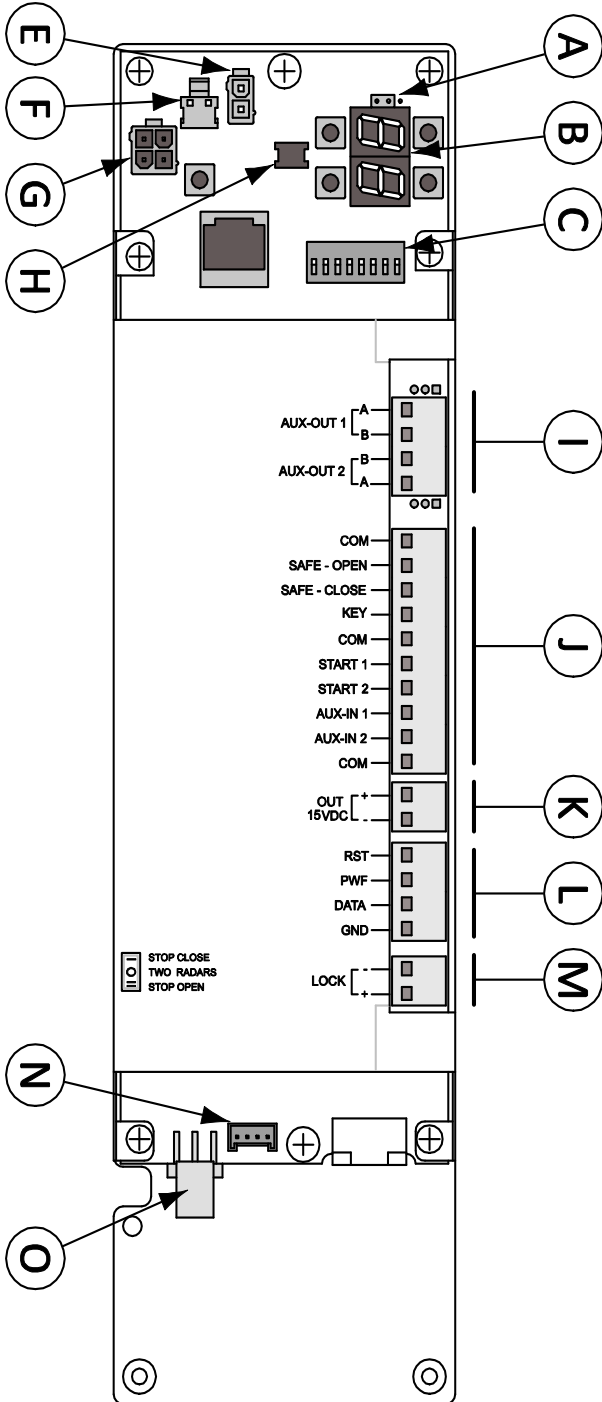 E
A
F
B
G
C
H
AUX-OUT 1
A
B
I
AUX-OUT 2
B
A
COM
SAFE - OPEN
SAFE - CLOSE
KEY
COM
START 1
START 2
AUX-IN 1
AUX-IN 2
COM
J
OUT
15VDC
+
-
K
RST
PWF
DATA
GND
L
LOCK
-
+
M
I STOP CLOSE
O TWO RADARS
II STOP OPEN
N
O